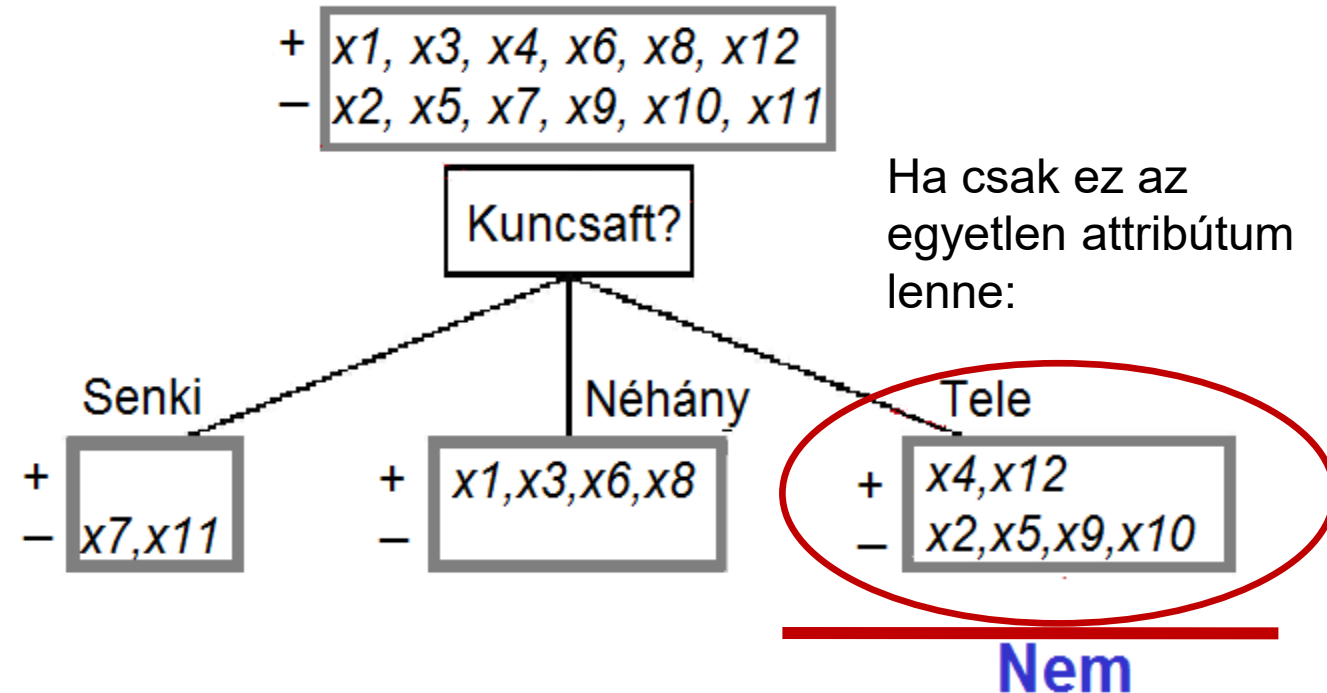 + x1, x3, x4, x6, x8, x12
– x2, x5, x7, x9, x10, x11
Kuncsaft?
Ha csak ez az
egyetlen attribútum
lenne:
Senki
Néhány
Tele
+
– x7,x11
+ x1,x3,x6,x8
–
+ x4,x12
– x2,x5,x9,x10
Nem